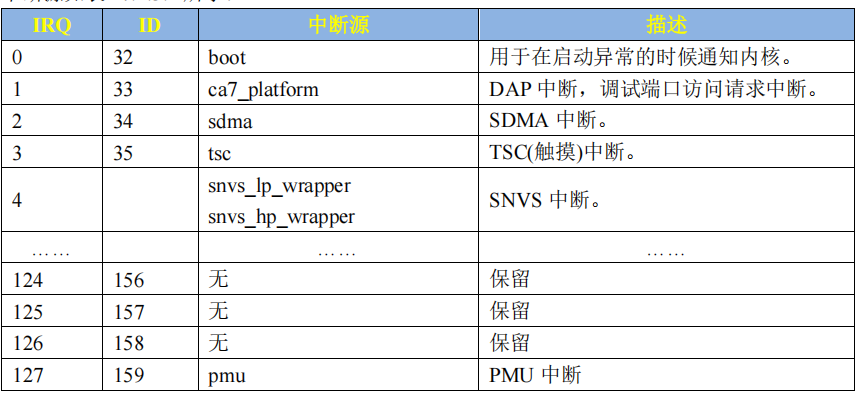 IRQ ID 中断源 描述
0 32 boot 用于在启动异常的时候通知内核。
1 33 ca7_platform DAP 中断，调试端口访问请求中断。
2 34 sdma SDMA 中断。
3 35 tsc TSC(触摸)中断。
4 snvs_lp_wrapper SNVS 中断。
snvs_hp_wrapper
…… …… ……
124 156 无 保留
125 157 无 保留
126 158 无 保留
127 159 pmu PMU 中断